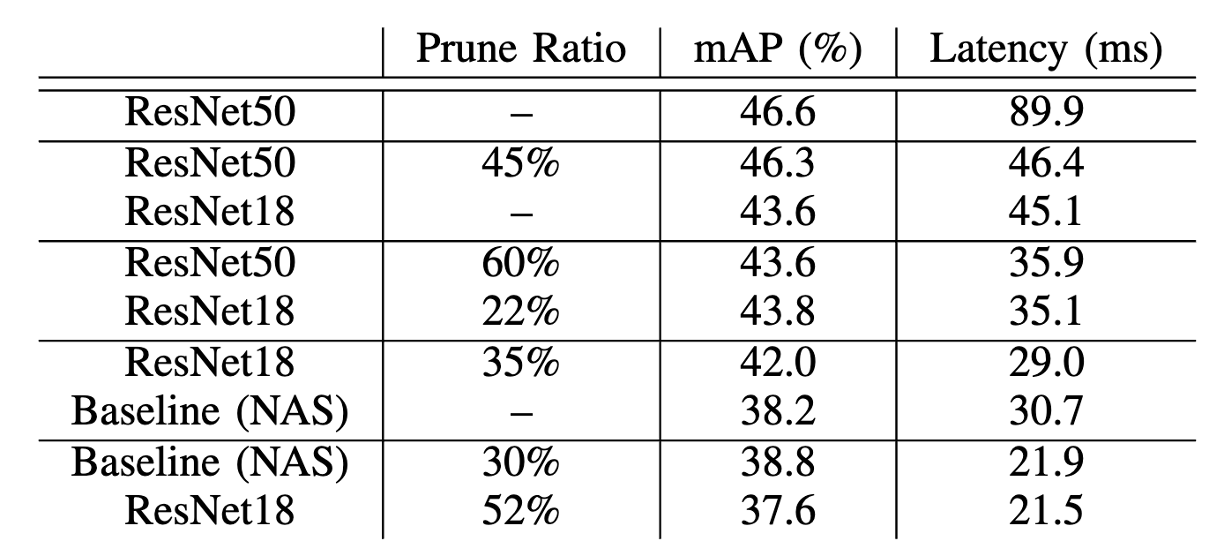 Prune Ratio mAP (%) Latency (ms)
ResNet50 – 46.6 89.9
ResNet50 45% 46.3 46.4
ResNet18 – 43.6 45.1
ResNet50 60% 43.6 35.9
ResNet18 22% 43.8 35.1
ResNet18 35% 42.0 29.0
Baseline (NAS) – 38.2 30.7
Baseline (NAS) 30% 38.8 21.9
ResNet18 52% 37.6 21.5